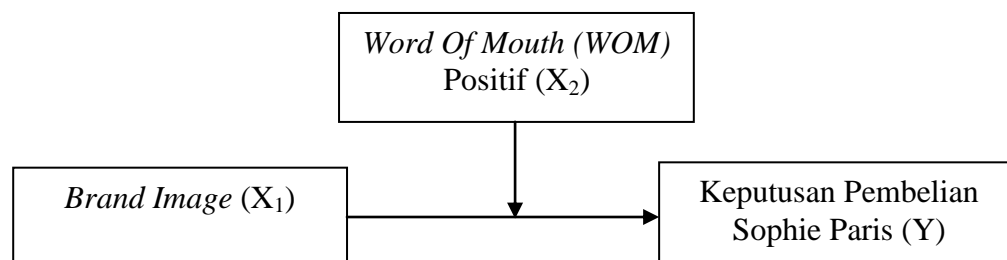 Word Of Mouth (WOM)
Positif (X₂)
Brand Image (X₁)
Keputusan Pembelian
Sophie Paris (Y)